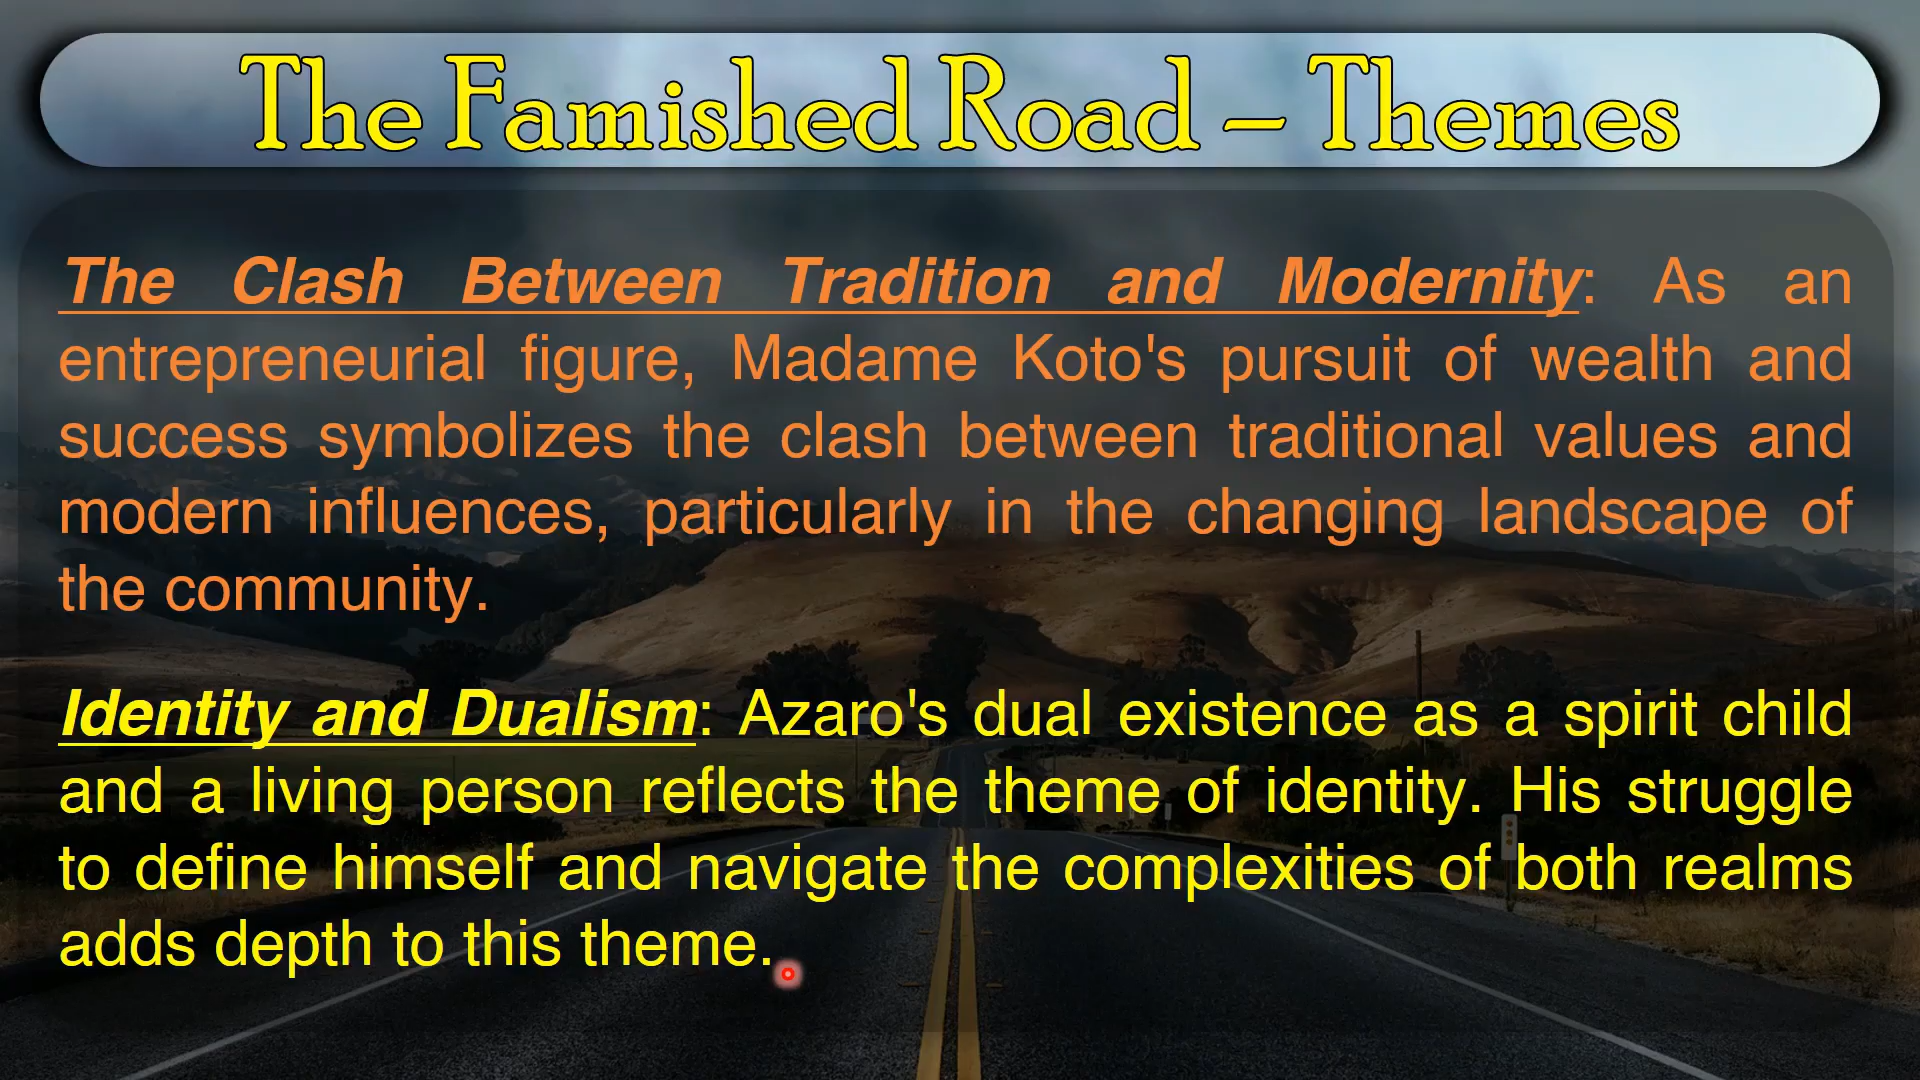 The Famished Road – Themes
The Clash Between Tradition and Modernity: As an
entrepreneurial figure, Madame Koto's pursuit of wealth and
success symbolizes the clash between traditional values and
modern influences, particularly in the changing landscape of
the community.
Identity and Dualism: Azaro's dual existence as a spirit child
and a living person reflects the theme of identity. His struggle
to define himself and navigate the complexities of both realms
adds depth to this theme.